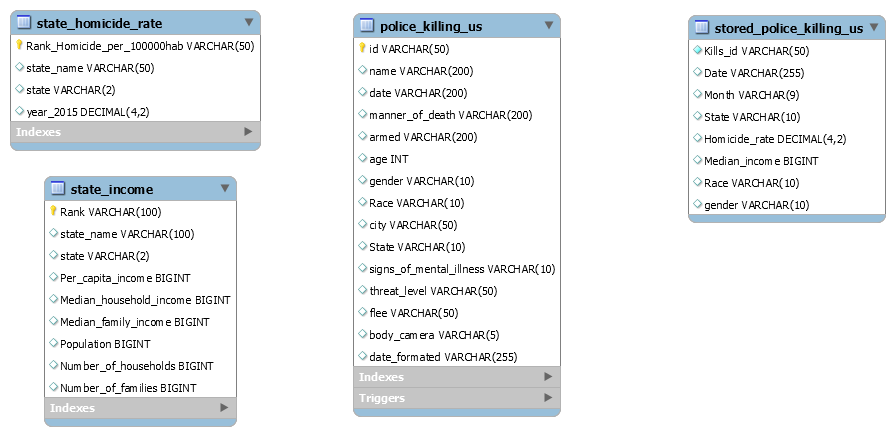 state_homicide_rate
Rank_Homicide_per_100000hab VARCHAR(50)
state_name VARCHAR(50)
state VARCHAR(2)
year_2015 DECIMAL(4,2)
Indexes
state_income
Rank VARCHAR(100)
state_name VARCHAR(100)
state VARCHAR(2)
Per_capita_income BIGINT
Median_household_income BIGINT
Median_family_income BIGINT
Population BIGINT
Number_of_households BIGINT
Number_of_families BIGINT
Indexes
police_killing_us
id VARCHAR(50)
name VARCHAR(200)
date VARCHAR(200)
manner_of_death VARCHAR(200)
armed VARCHAR(200)
age INT
gender VARCHAR(10)
Race VARCHAR(10)
city VARCHAR(50)
State VARCHAR(10)
signs_of_mental_illness VARCHAR(10)
threat_level VARCHAR(50)
flee VARCHAR(50)
body_camera VARCHAR(5)
date_formated VARCHAR(255)
Indexes
Triggers
stored_police_killing_us
Kills_id VARCHAR(50)
Date VARCHAR(255)
Month VARCHAR(9)
State VARCHAR(10)
Homicide_rate DECIMAL(4,2)
Median_income BIGINT
Race VARCHAR(10)
gender VARCHAR(10)